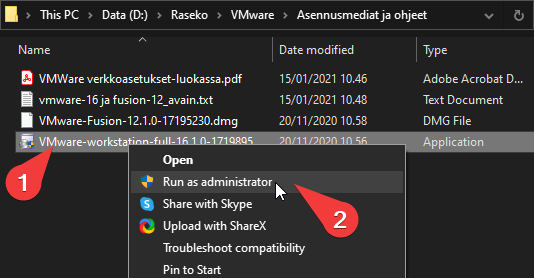 This PC > Data (D:) > Raseko > VMware > Asennusmediat ja ohjeet
Name Date modified Type
VMWare verkkoasetukset-luokassa.pdf 15/01/2021 10.46 Adobe Acrobat D...
vmware-16 ja fusion-12_avain.txt 15/01/2021 10.45 Text Document
VMware-Fusion-12.1.0-17195230.dmg 20/11/2020 10.50 DMG File
VMware-workstation-full-16.1.0-1719895 20/11/2020 10.56 Application
1
Open
Run as administrator
2
Share with Skype
Upload with ShareX
Troubleshoot compatibility
Pin to Start